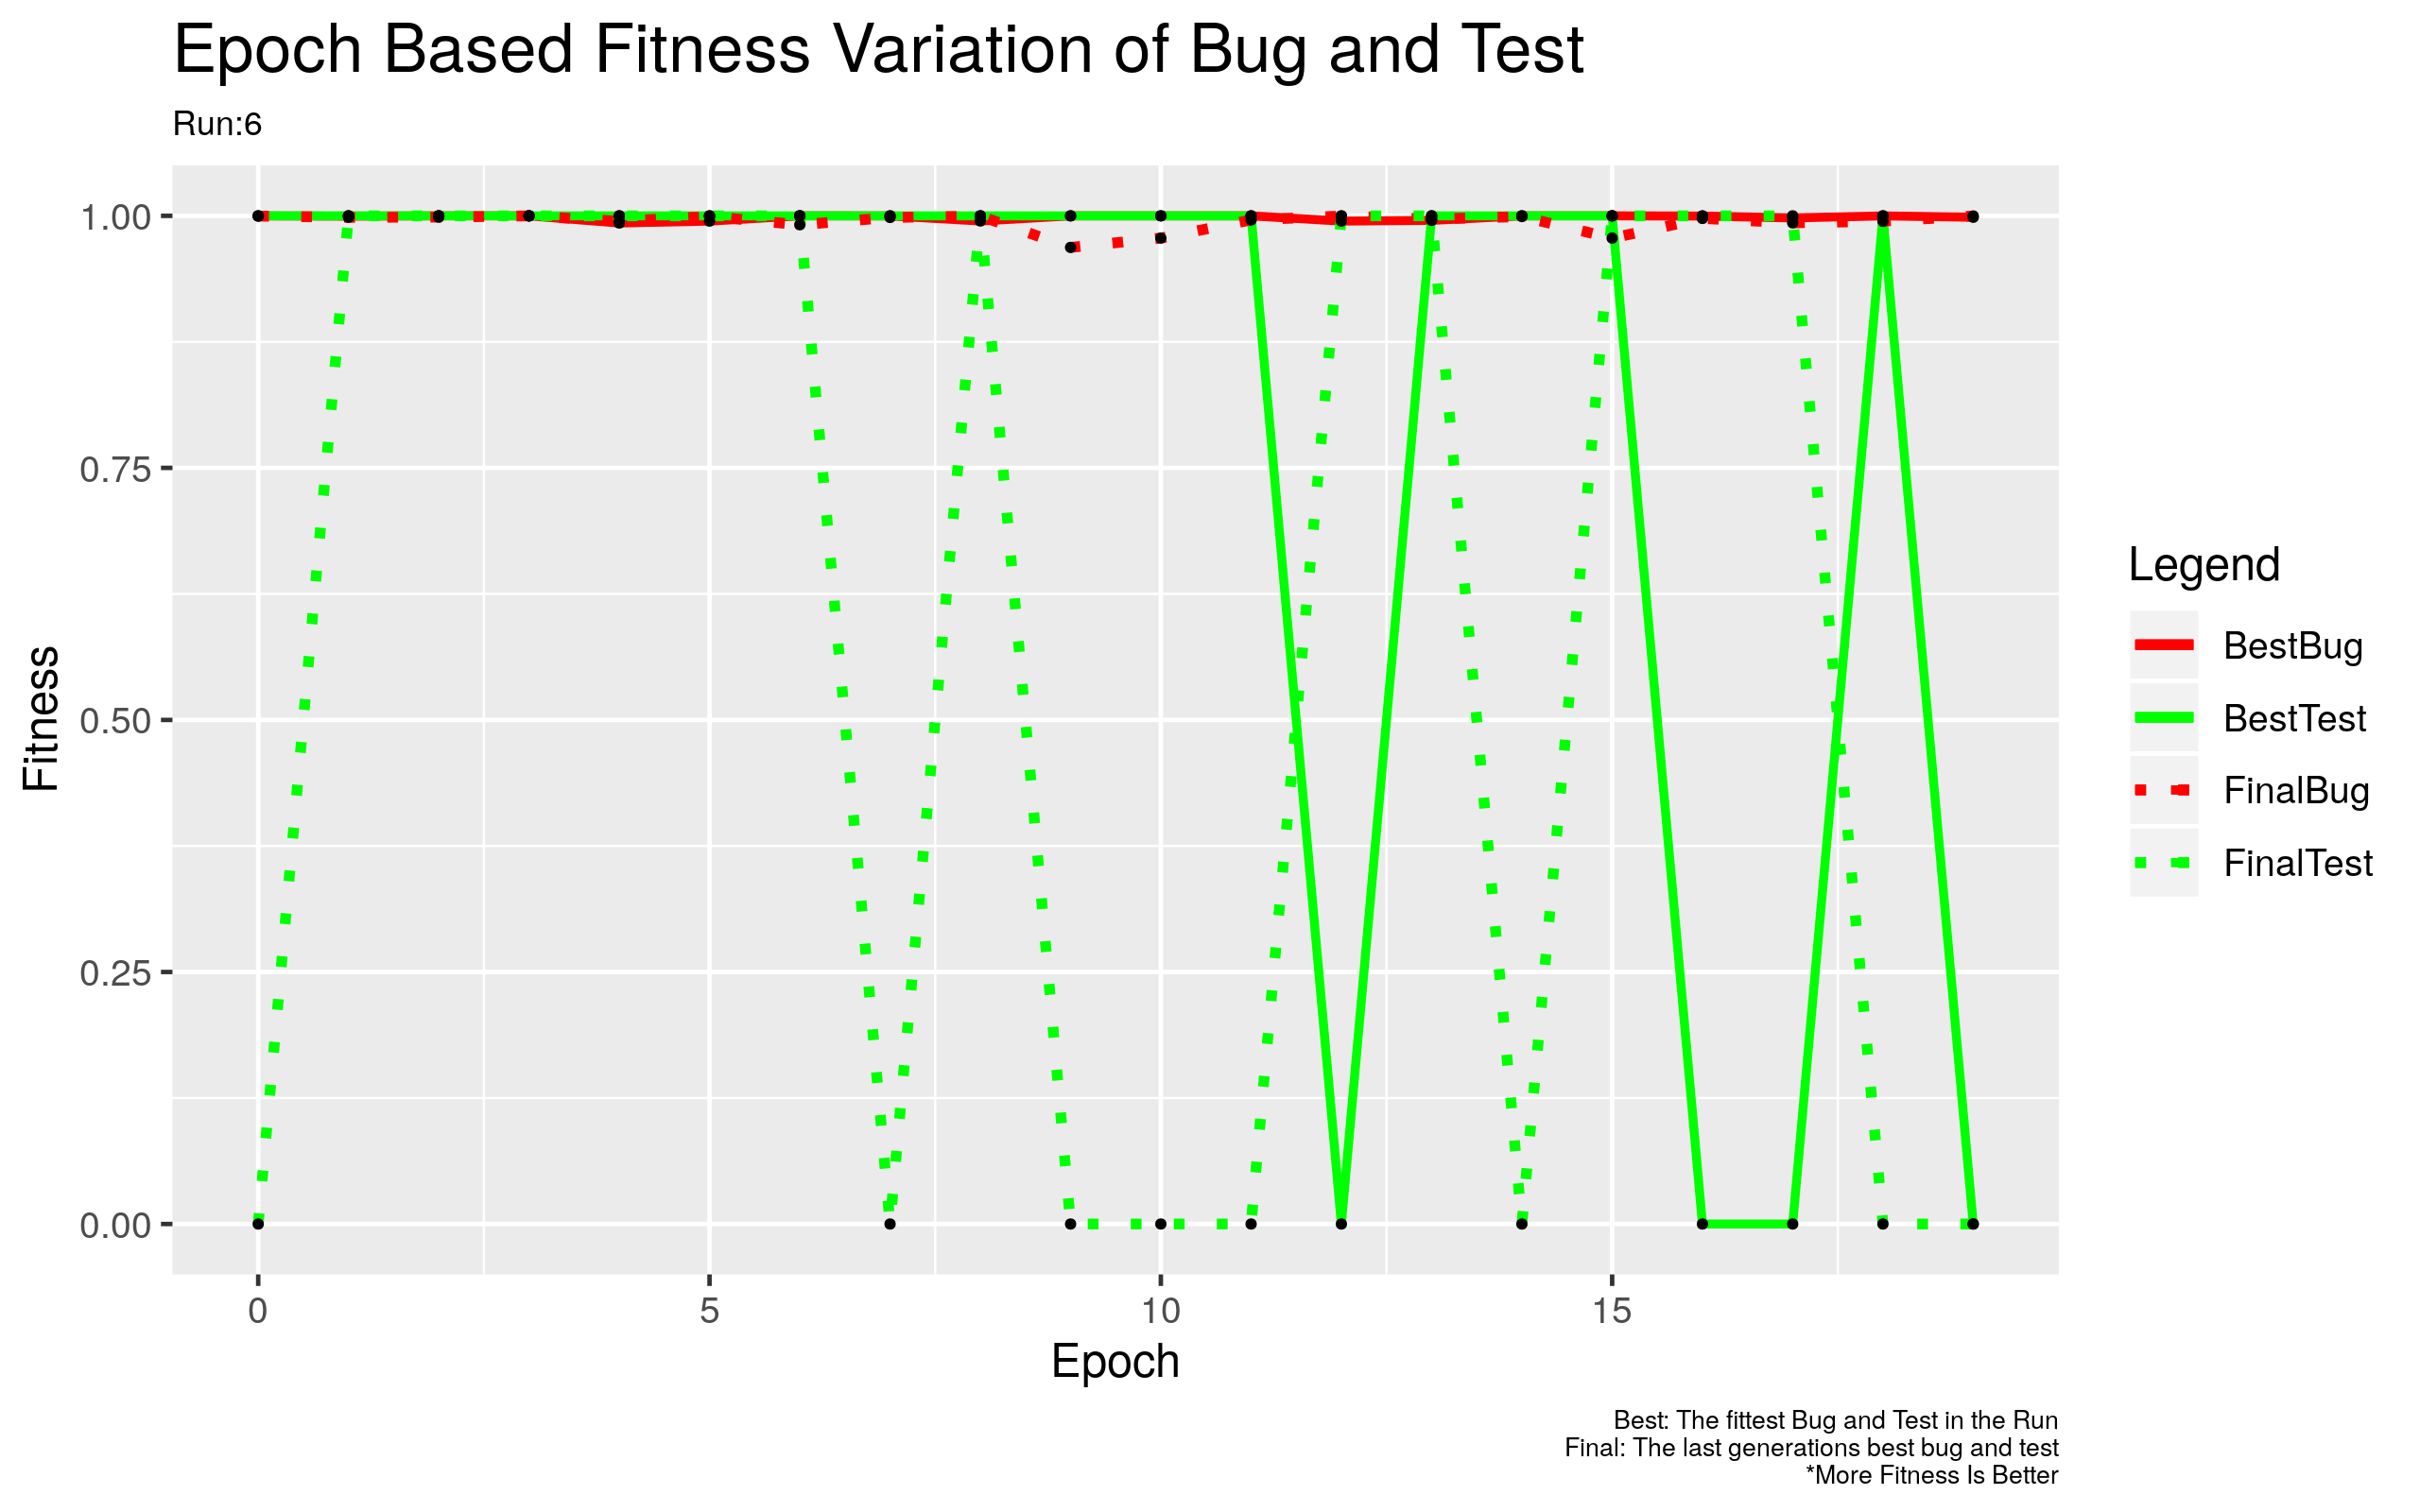 Epoch Based Fitness Variation of Bug and Test
Run:6
1.00
0.75
0.50
0.25
0.00
Fitness
0 5 10 15
Epoch
Legend
BestBug
BestTest
FinalBug
FinalTest
Best: The fittest Bug and Test in the Run
Final: The last generations best bug and test
*More Fitness Is Better